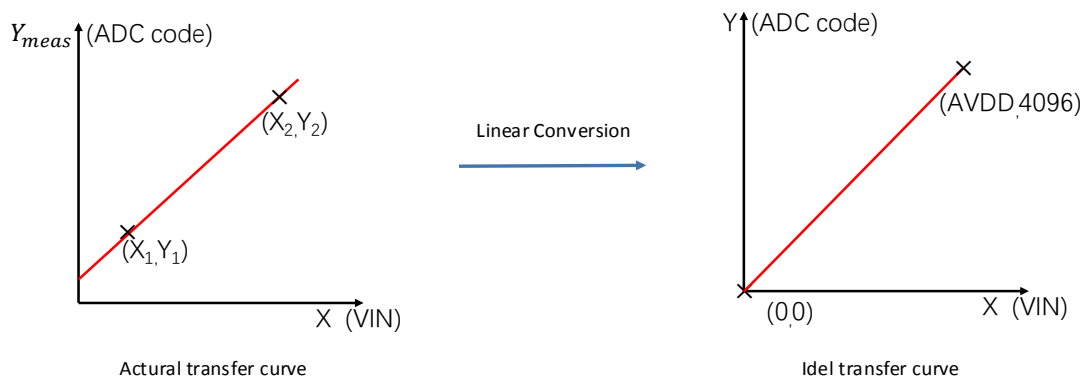 Y_meas (ADC code)
(X₂,Y₂)
(X₁,Y₁)
X (VIN)
Actural transfer curve
Linear Conversion
Y (ADC code)
(AVDD,4096)
(0,0)
X (VIN)
Idel transfer curve